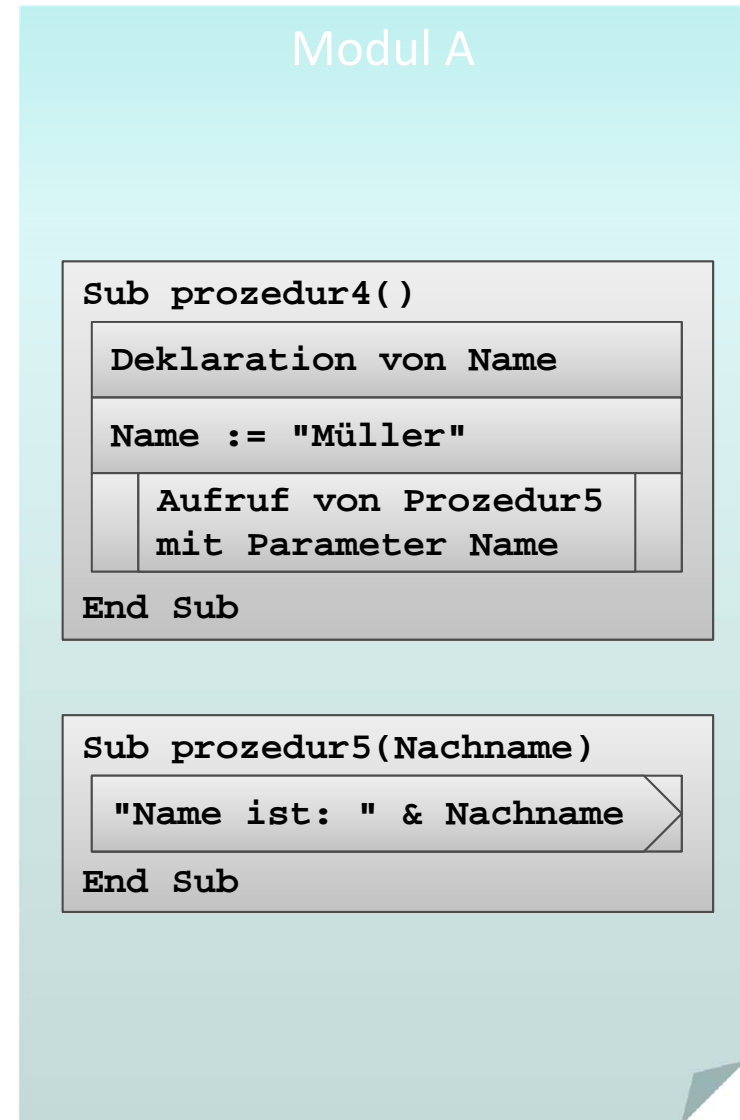 Modul A
Sub prozedur4()
Deklaration von Name
Name := "Müller"
Aufruf von Prozedur5
mit Parameter Name
End Sub
Sub prozedur5(Nachname)
"Name ist: " & Nachname
End Sub